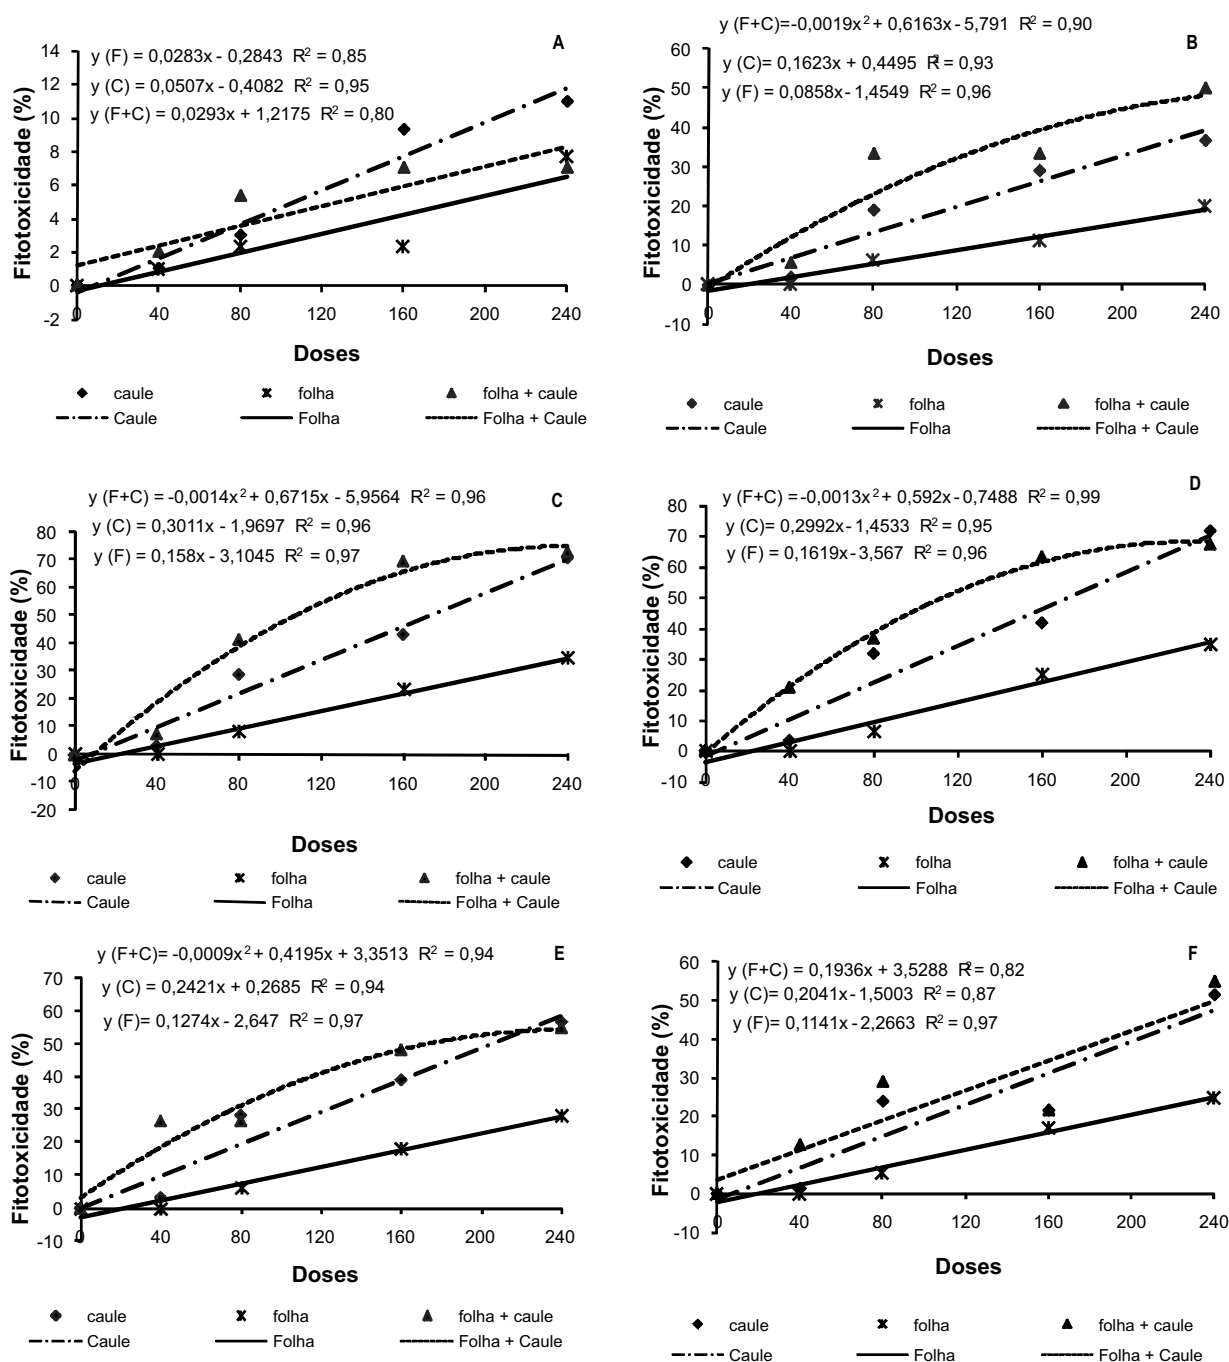 A
y (F) = 0,0283x - 0,2843 R² = 0,85
y (C) = 0,0507x - 0,4082 R² = 0,95
y (F+C) = 0,0293x + 1,2175 R² = 0,80
Fitotoxicidade (%)
14
12
10
8
6
4
2
0
-2
0 40 80 120 160 200 240
Doses
caule folha folha + caule
Caule Folha Folha + Caule
y (F+C)=-0,0019x² + 0,6163x - 5,791 R² = 0,90
B
y (C)= 0,1623x + 0,4495 R² = 0,93
y (F) = 0,0858x - 1,4549 R² = 0,96
Fitotoxicidade (%)
60
50
40
30
20
10
0
-10
0 40 80 120 160 200 240
Doses
caule folha folha + caule
Caule Folha Folha + Caule
y (F+C) = -0,0014x² + 0,6715x - 5,9564 R² = 0,96
C
y (C) = 0,3011x - 1,9697 R² = 0,96
y (F) = 0,158x - 3,1045 R² = 0,97
Fitotoxicidade (%)
80
70
60
50
40
30
20
10
0
-10
-20
0 40 80 120 160 200 240
Doses
caule folha folha + caule
Caule Folha Folha + Caule
D
y (F+C) =-0,0013x² + 0,592x - 0,7488 R² = 0,99
y (C)= 0,2992x - 1,4533 R² = 0,95
y (F) = 0,1619x - 3,567 R² = 0,96
Fitotoxicidade (%)
80
70
60
50
40
30
20
10
0
-10
0 40 80 120 160 200 240
Doses
caule folha folha + caule
Caule Folha Folha + Caule
y (F+C)= -0,0009x² + 0,4195x + 3,3513 R² = 0,94
E
y (C) = 0,2421x + 0,2685 R² = 0,94
y (F)= 0,1274x - 2,647 R² = 0,97
Fitotoxicidade (%)
70
60
50
40
30
20
10
0
-10
0 40 80 120 160 200 240
Doses
caule folha folha + caule
Caule Folha Folha + Caule
F
y (F+C) = 0,1936x + 3,5288 R² = 0,82
y (C)= 0,2041x - 1,5003 R² = 0,87
y (F)= 0,1141x - 2,2663 R² = 0,97
Fitotoxicidade (%)
60
50
40
30
20
10
0
-10
0 40 80 120 160 200 240
Doses
caule folha folha + caule
Caule Folha Folha + Caule